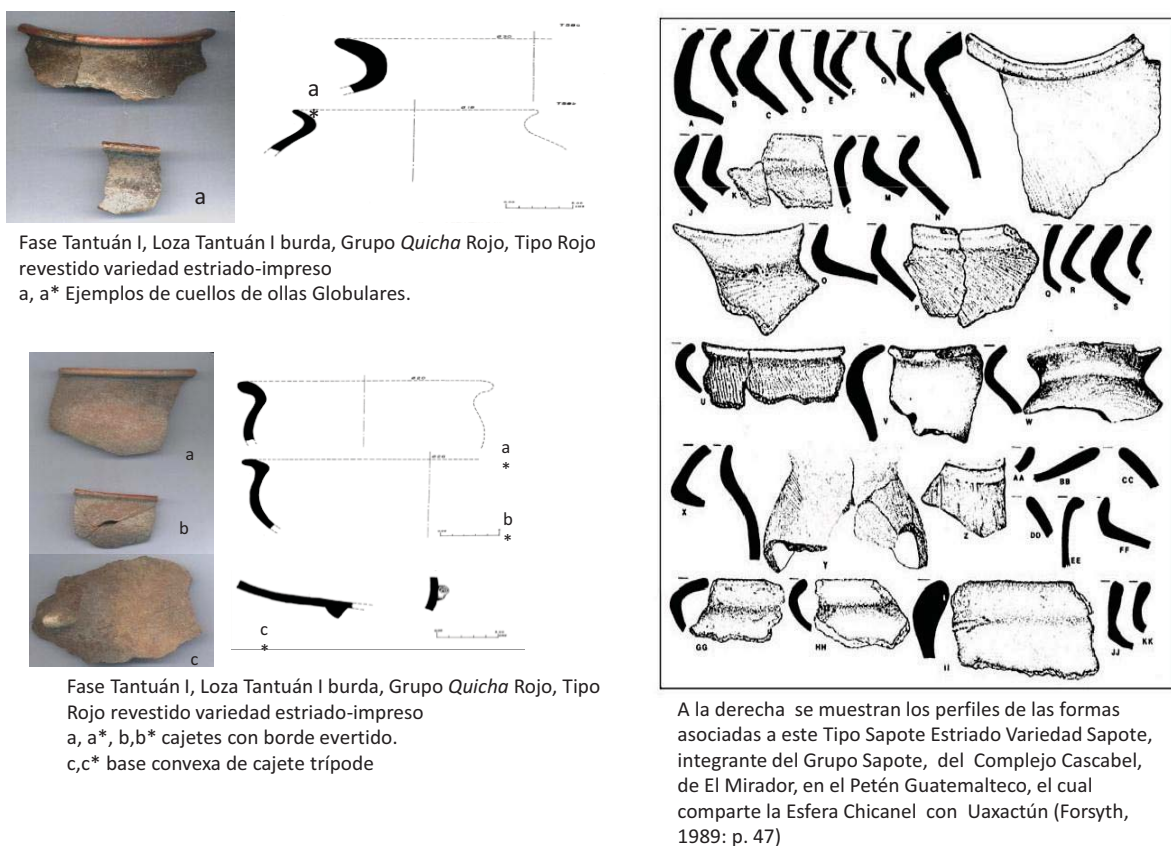 a
a
*
Fase Tantuán I, Loza Tantuán I burda, Grupo Quicha Rojo, Tipo Rojo
revestido variedad estriado-impreso
a, a* Ejemplos de cuellos de ollas Globulares.
a
b
c
a
*
b
*
c
*
Fase Tantuán I, Loza Tantuán I burda, Grupo Quicha Rojo, Tipo
Rojo revestido variedad estriado-impreso
a, a*, b,b* cajetes con borde evertido.
c,c* base convexa de cajete trípode
A B C D E F G H
J K L M N
O P Q R S T
U V W
X Y Z AA BB CC
DD EE FF
GG HH II JJ KK
A la derecha se muestran los perfiles de las formas
asociadas a este Tipo Sapote Estriado Variedad Sapote,
integrante del Grupo Sapote, del Complejo Cascabel,
de El Mirador, en el Petén Guatemalteco, el cual
comparte la Esfera Chicanel con Uaxactún (Forsyth,
1989: p. 47)